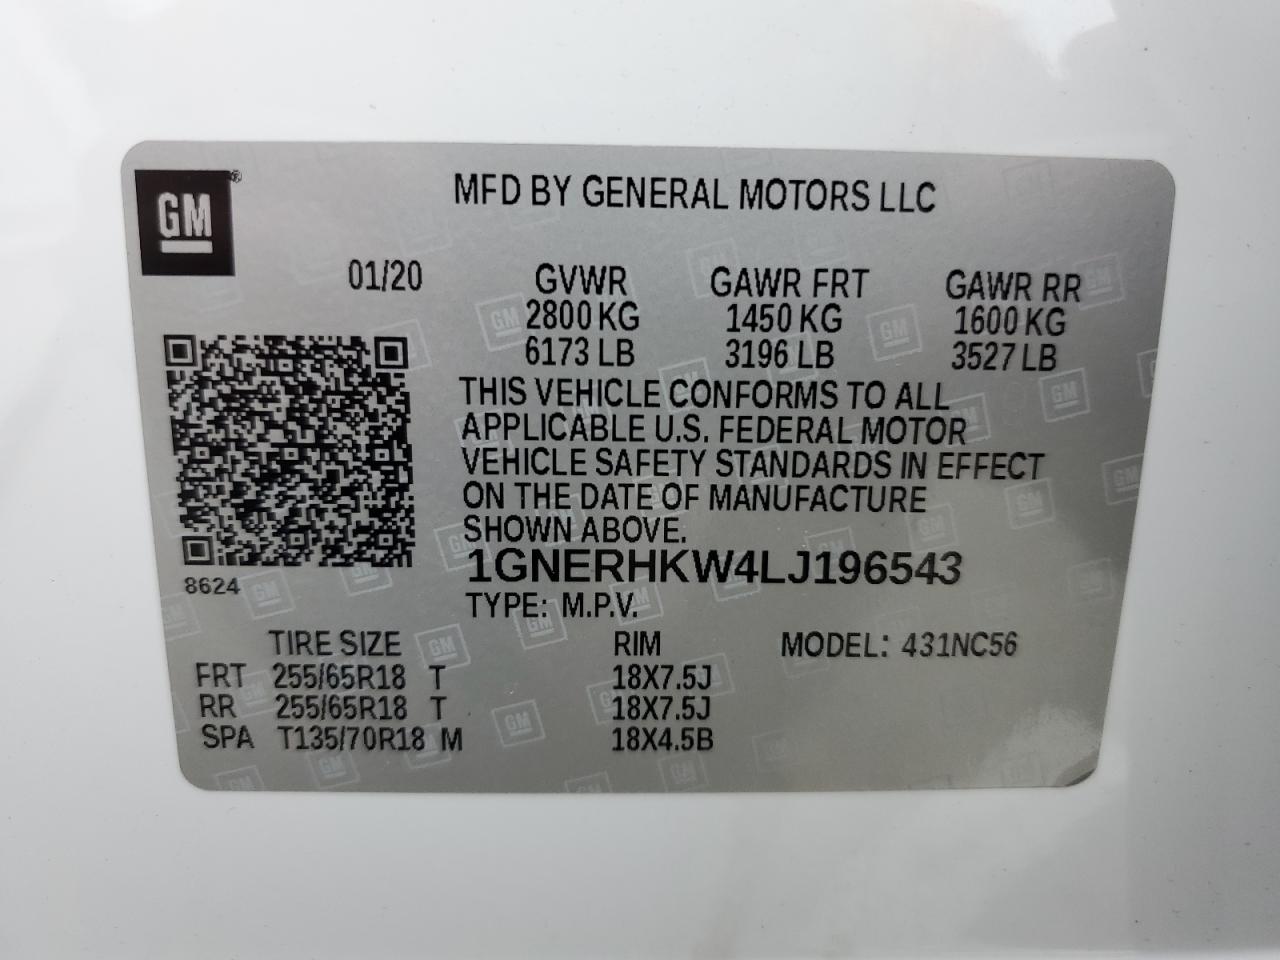 GM®
MFD BY GENERAL MOTORS LLC
01/20 GVWR GAWR FRT GAWR RR
2800 KG 1450 KG 1600 KG
6173 LB 3196 LB 3527 LB
THIS VEHICLE CONFORMS TO ALL
APPLICABLE U.S. FEDERAL MOTOR
VEHICLE SAFETY STANDARDS IN EFFECT
ON THE DATE OF MANUFACTURE
SHOWN ABOVE.
1GNERHKW4LJ196543
8624
TYPE: M.P.V.
TIRE SIZE RIM MODEL: 431NC56
FRT 255/65R18 T 18X7.5J
RR 255/65R18 T 18X7.5J
SPA T135/70R18 M 18X4.5B